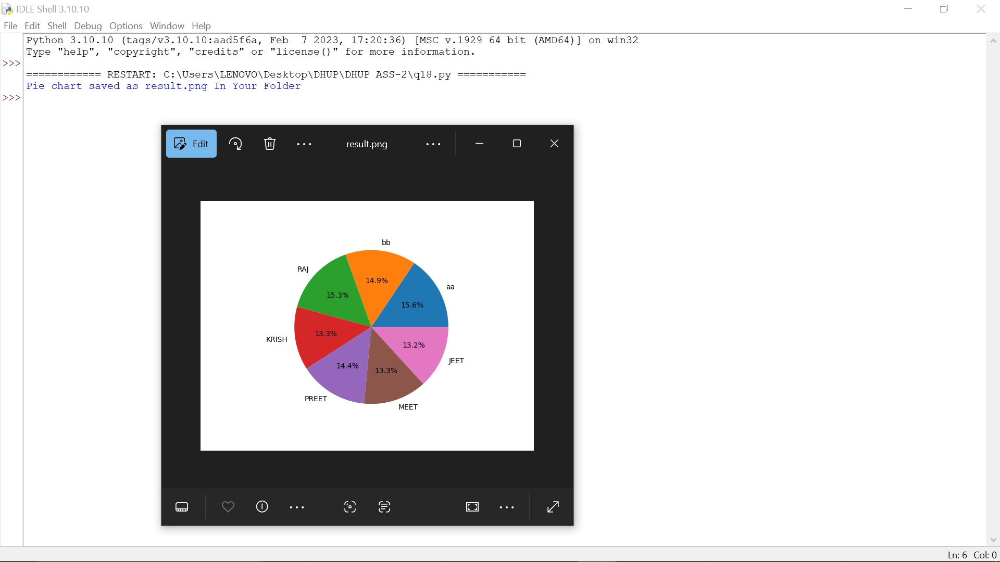 IDLE Shell 3.10.10
File Edit Shell Debug Options Window Help
Python 3.10.10 (tags/v3.10.10:aad5f6a, Feb  7 2023, 17:20:36) [MSC v.1929 64 bit (AMD64)] on win32
Type "help", "copyright", "credits" or "license()" for more information.
>>>
============ RESTART: C:\Users\LENOVO\Desktop\DHUP\DHUP ASS-2\q18.py ===========
Pie chart saved as result.png In Your Folder
>>>
Edit
result.png
bb
RAJ
14.9%
aa
15.3%
15.6%
13.3%
KRISH
13.2%
JEET
14.4%
13.3%
PREET
MEET
Ln: 6 Col: 0